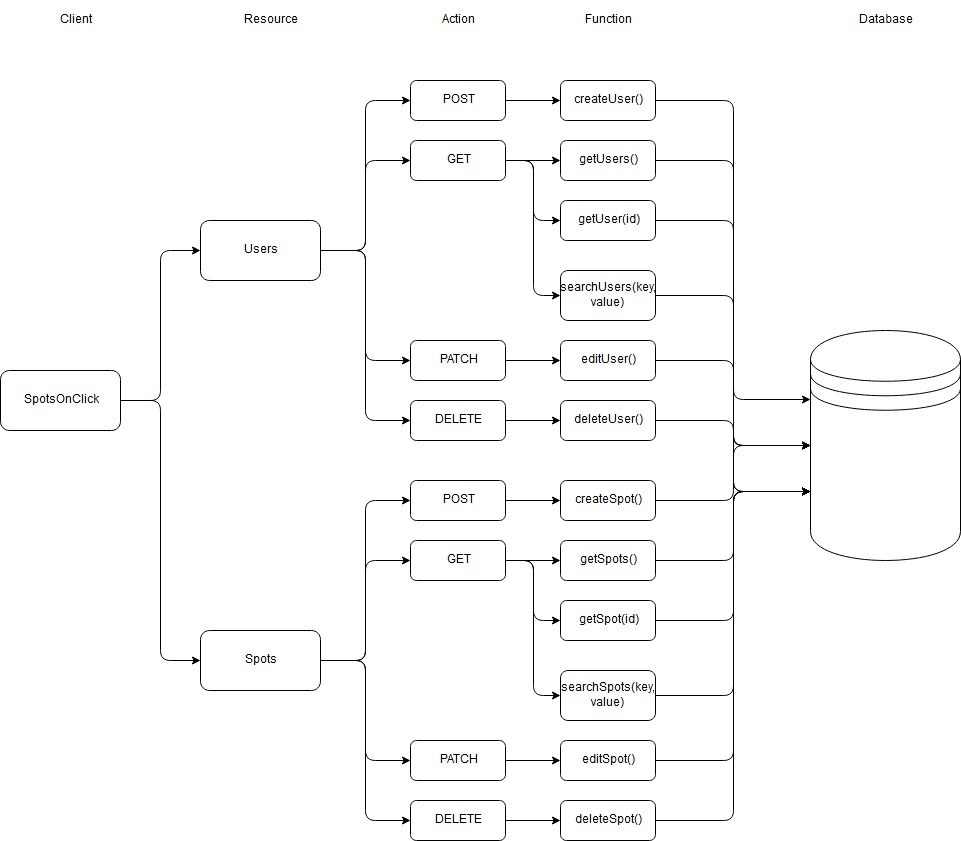 Client
Resource
Action
Function
Database
POST
createUser()
GET
getUsers()
getUser(id)
Users
searchUsers(key,
value)
PATCH
editUser()
SpotsOnClick
DELETE
deleteUser()
POST
createSpot()
GET
getSpots()
getSpot(id)
Spots
searchSpots(key,
value)
PATCH
editSpot()
DELETE
deleteSpot()